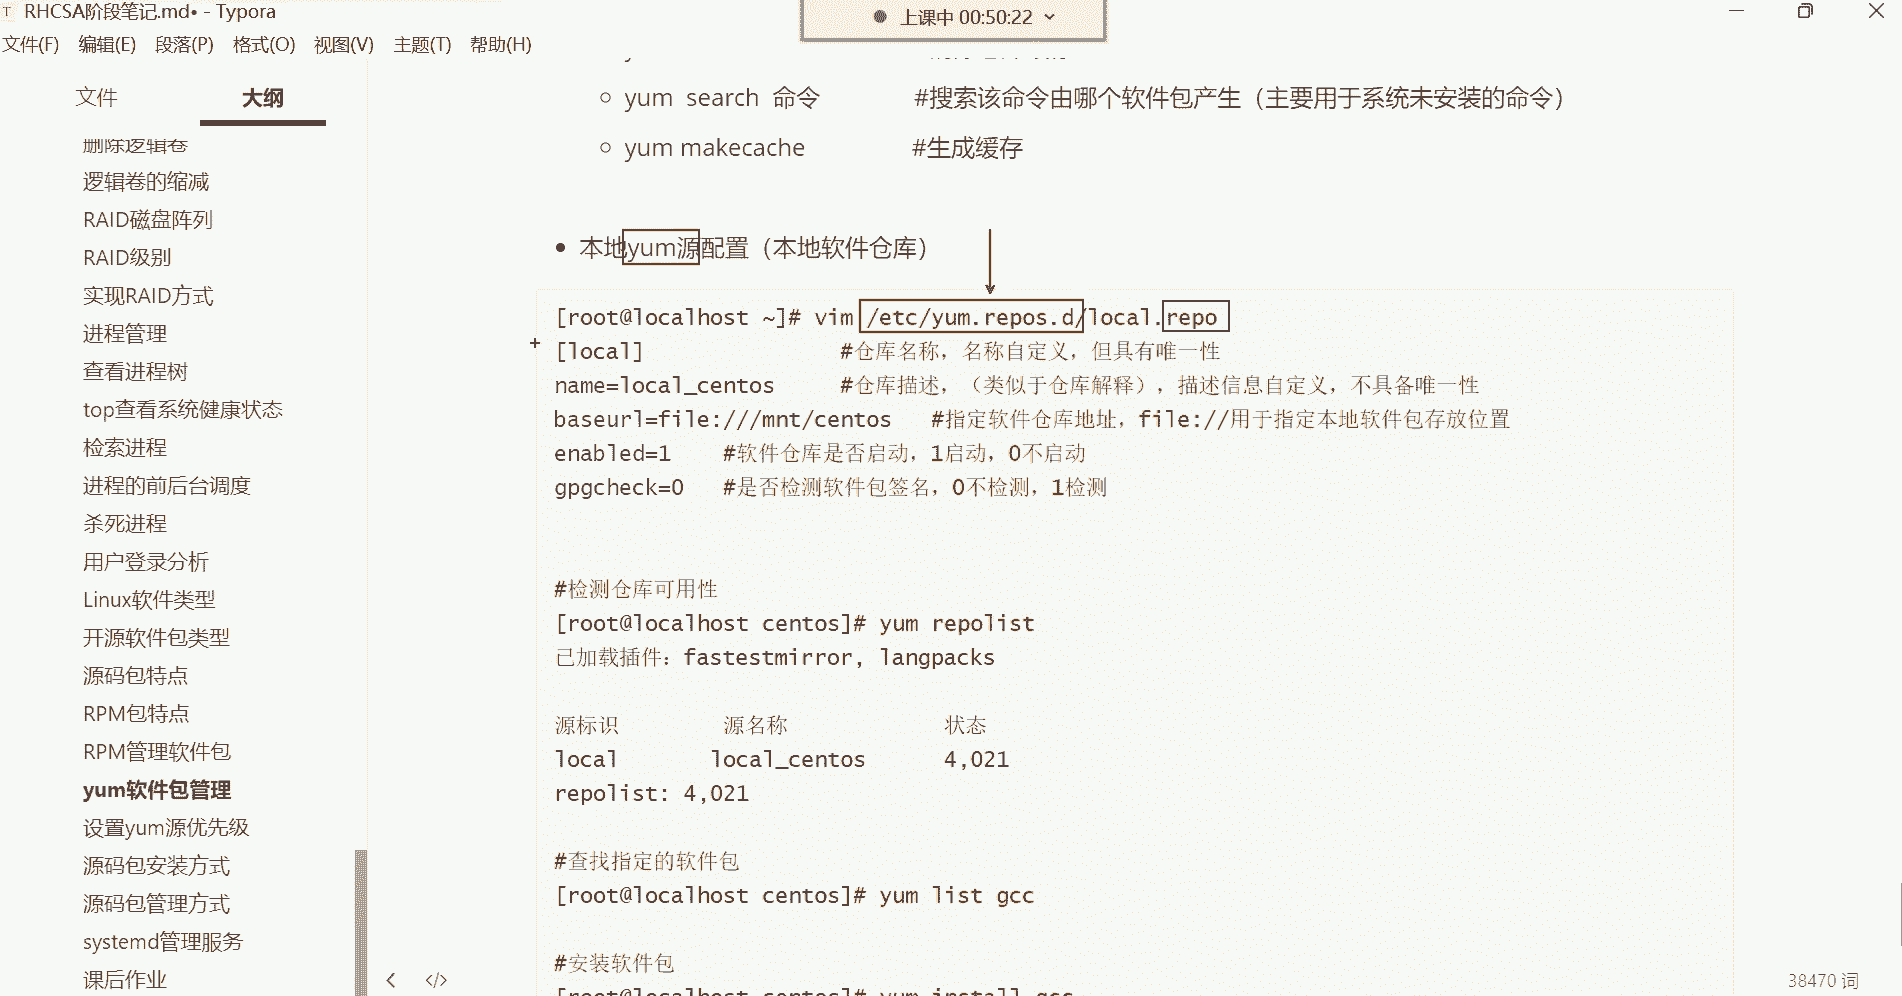 RHCSA阶段笔记.md• - Typora
上课中 00:50:22
文件(F) 编辑(E) 段落(P) 格式(O) 视图(V) 主题(T) 帮助(H)
文件 大纲
删除逻辑卷
逻辑卷的缩减
RAID磁盘阵列
RAID级别
实现RAID方式
进程管理
查看进程树
top查看系统健康状态
检索进程
进程的前后台调度
杀死进程
用户登录分析
Linux软件类型
开源软件包类型
源码包特点
RPM包特点
RPM管理软件包
yum软件包管理
设置yum源优先级
源码包安装方式
源码包管理方式
systemd管理服务
课后作业
yum search 命令 #搜索该命令由哪个软件包产生（主要用于系统未安装的命令）
yum makecache #生成缓存
本地yum源配置（本地软件仓库）
[root@localhost ~]# vim /etc/yum.repos.d/local.repo
[local] #仓库名称，名称自定义，但具有唯一性
name=local_centos #仓库描述，（类似于仓库解释），描述信息自定义，不具备唯一性
baseurl=file:///mnt/centos #指定软件仓库地址，file://用于指定本地软件包存放位置
enabled=1 #软件仓库是否启动，1启动，0不启动
gpgcheck=0 #是否检测软件包签名，0不检测，1检测
#检测仓库可用性
[root@localhost centos]# yum repolist
已加载插件：fastestmirror, langpacks
源标识 源名称 状态
local local_centos 4,021
repolist: 4,021
#查找指定的软件包
[root@localhost centos]# yum list gcc
#安装软件包
[root@localhost centos]# yum install gcc
38470 词